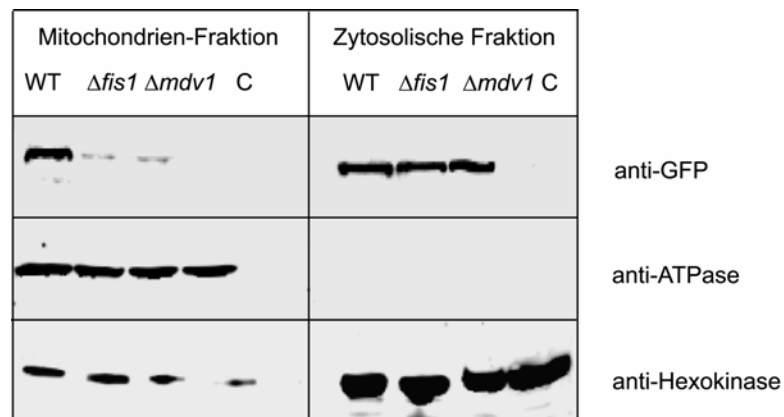 Mitochondrien-Fraktion Zytosolische Fraktion
WT Δfis1 Δmdv1 C WT Δfis1 Δmdv1 C
anti-GFP
anti-ATPase
anti-Hexokinase